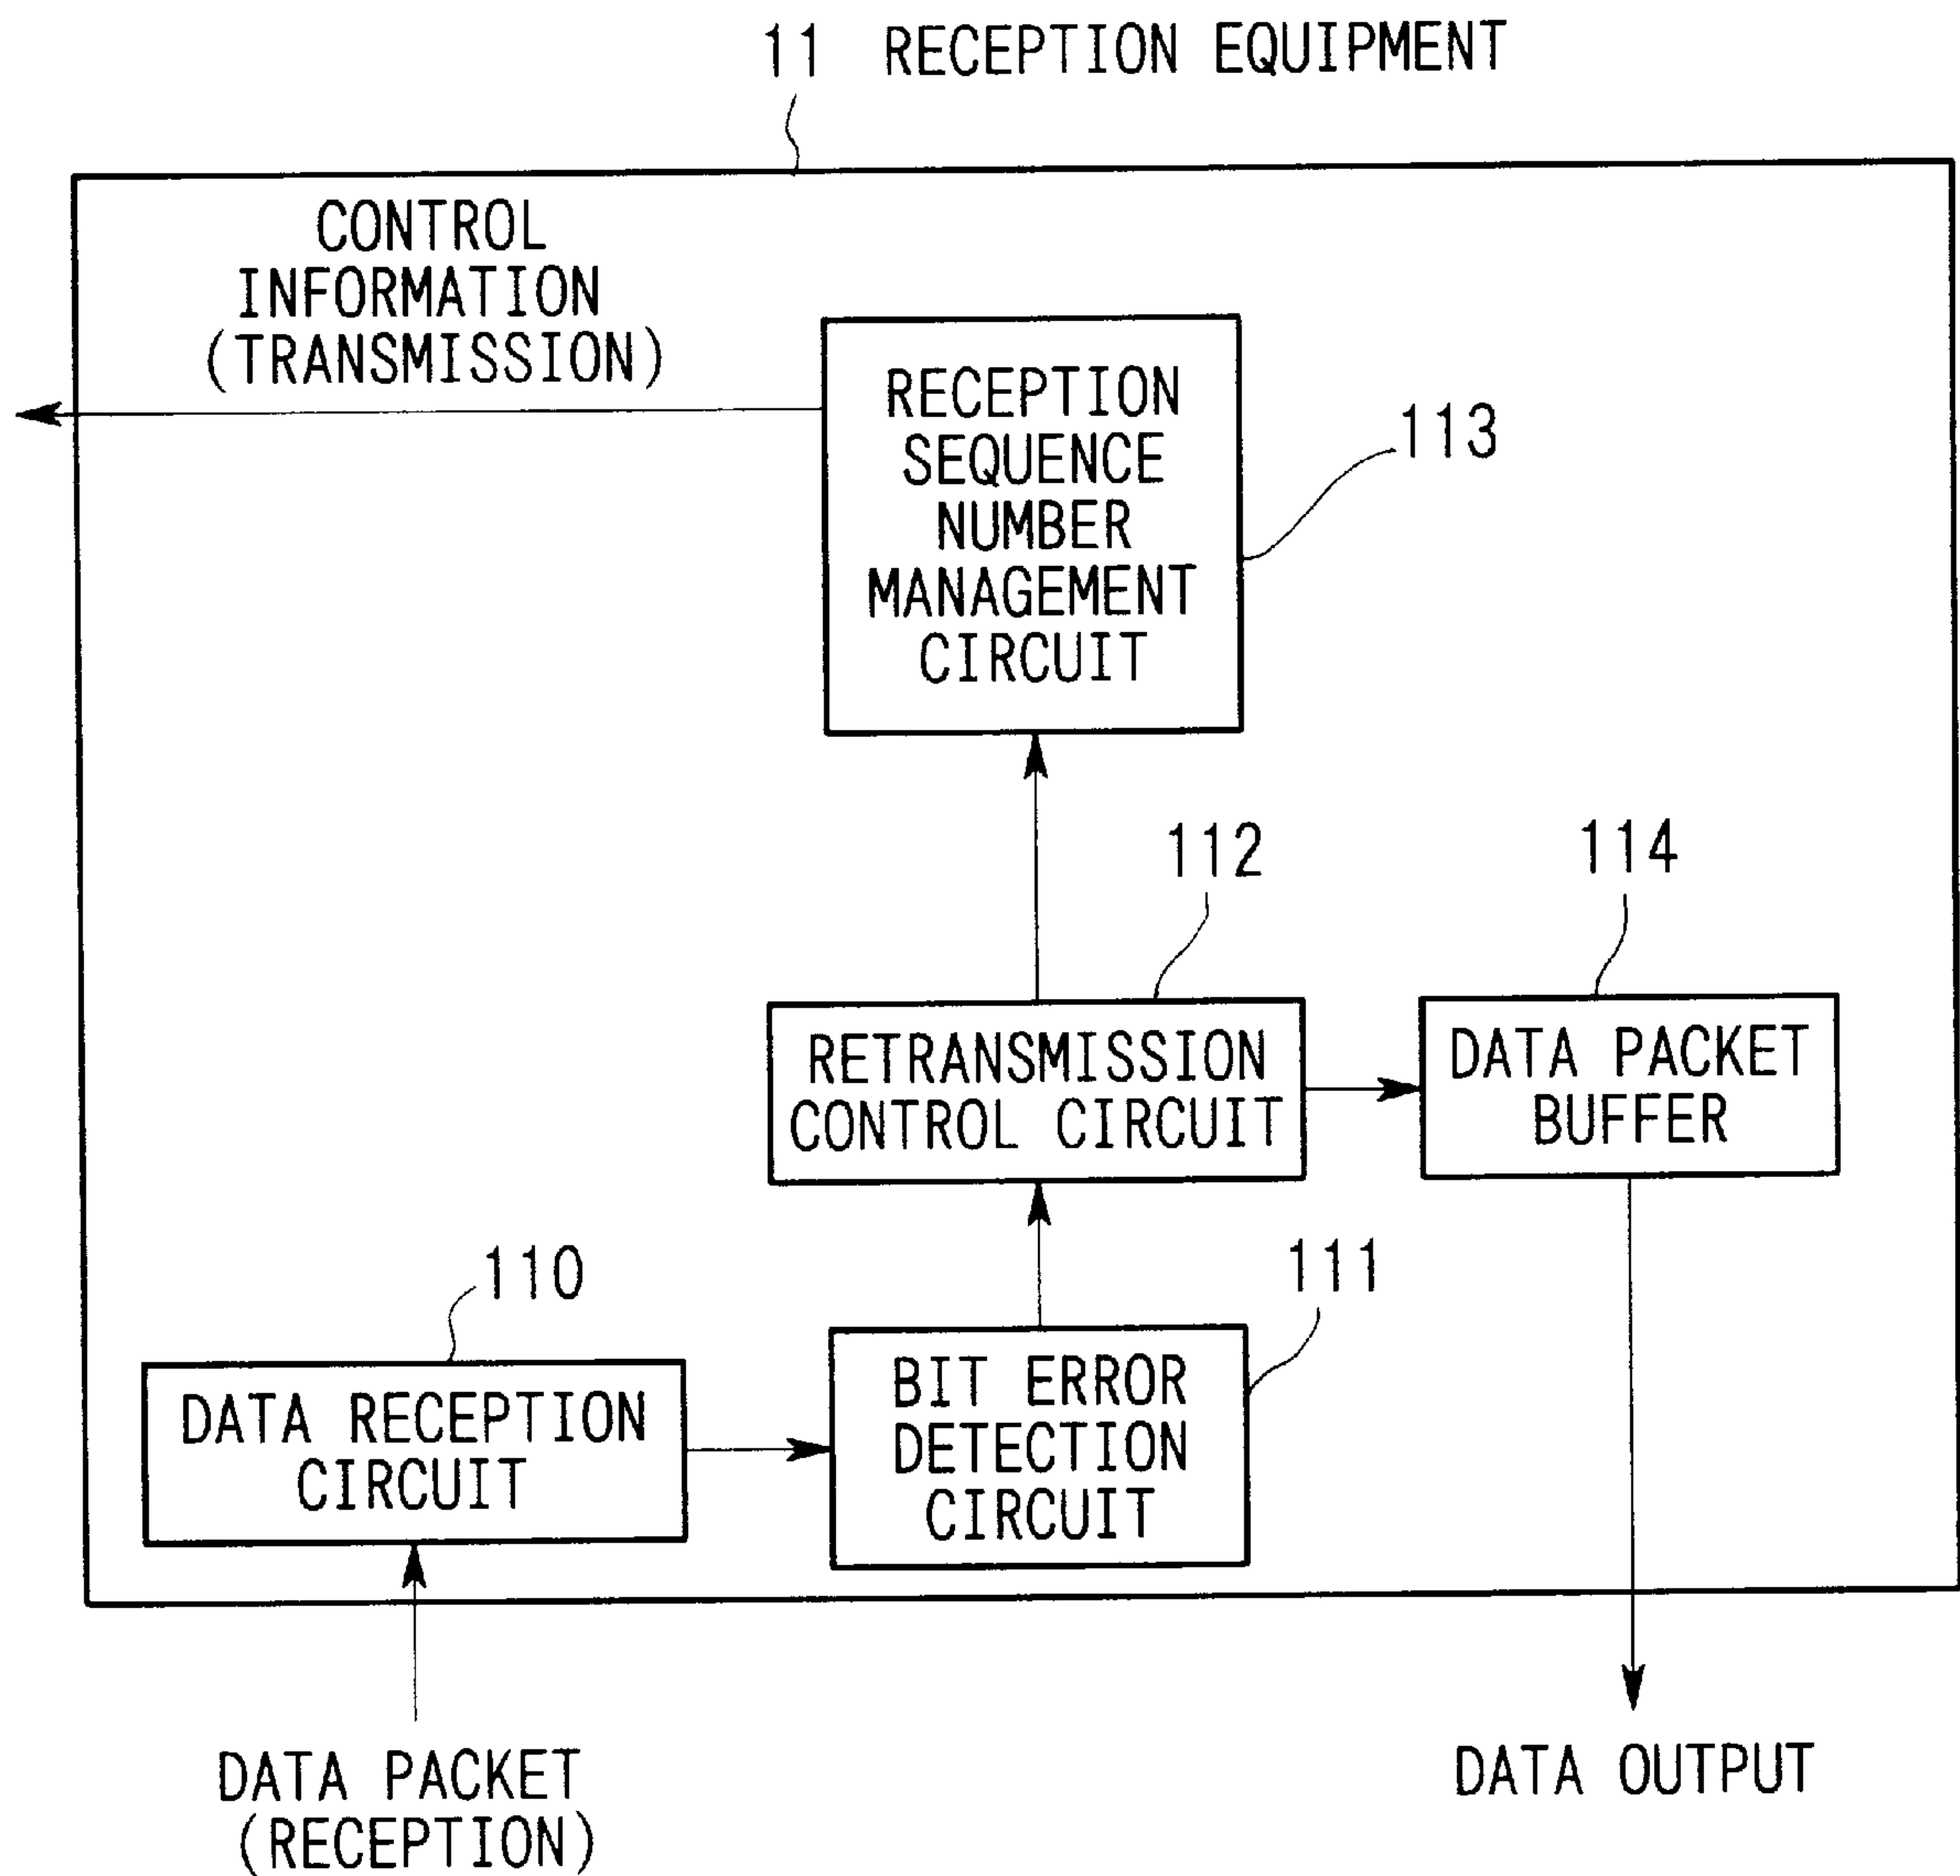 11 RECEPTION EQUIPMENT
CONTROL
INFORMATION
(TRANSMISSION)
RECEPTION
SEQUENCE
NUMBER
MANAGEMENT
CIRCUIT
113
112
114
RETRANSMISSION
CONTROL CIRCUIT
DATA PACKET
BUFFER
110
111
DATA RECEPTION
CIRCUIT
BIT ERROR
DETECTION
CIRCUIT
DATA PACKET
(RECEPTION)
DATA OUTPUT